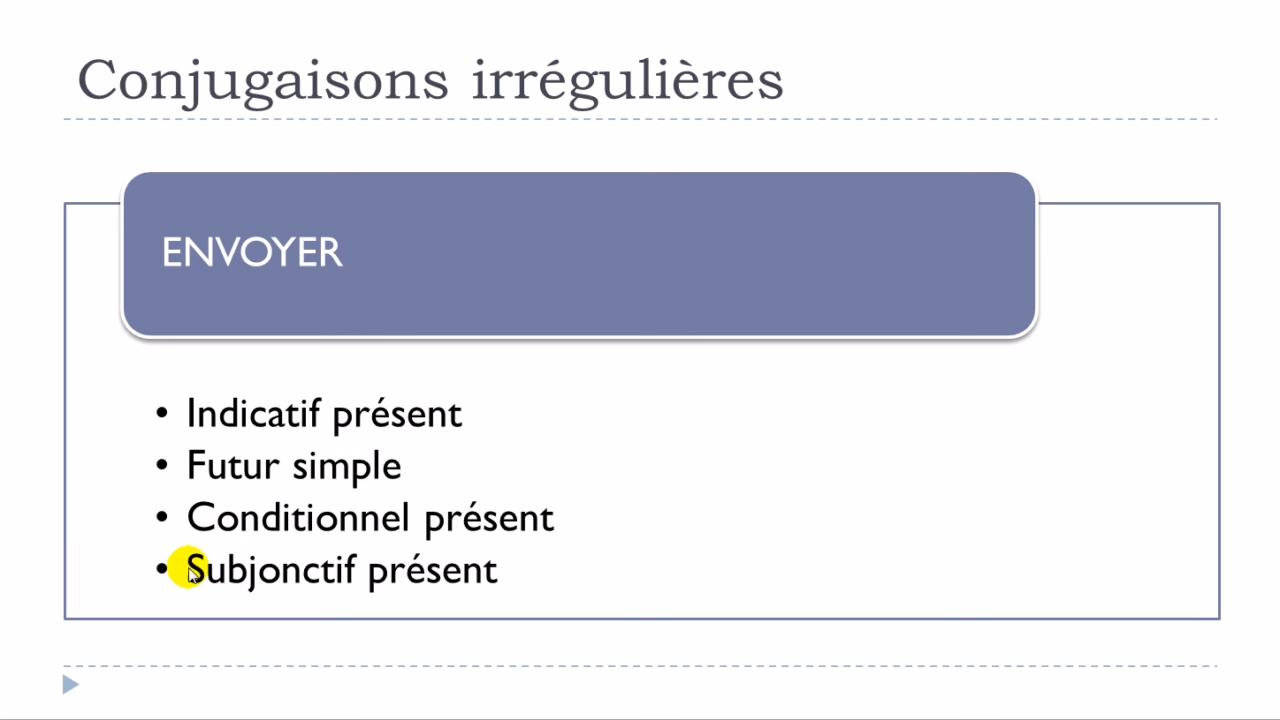 Conjugaisons irrégulières
ENVOYER
• Indicatif présent
• Futur simple
• Conditionnel présent
• Subjonctif présent